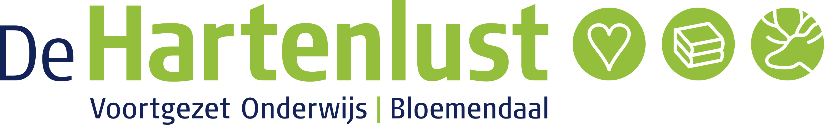 De Hartenlust
Voortgezet Onderwijs | Bloemendaal